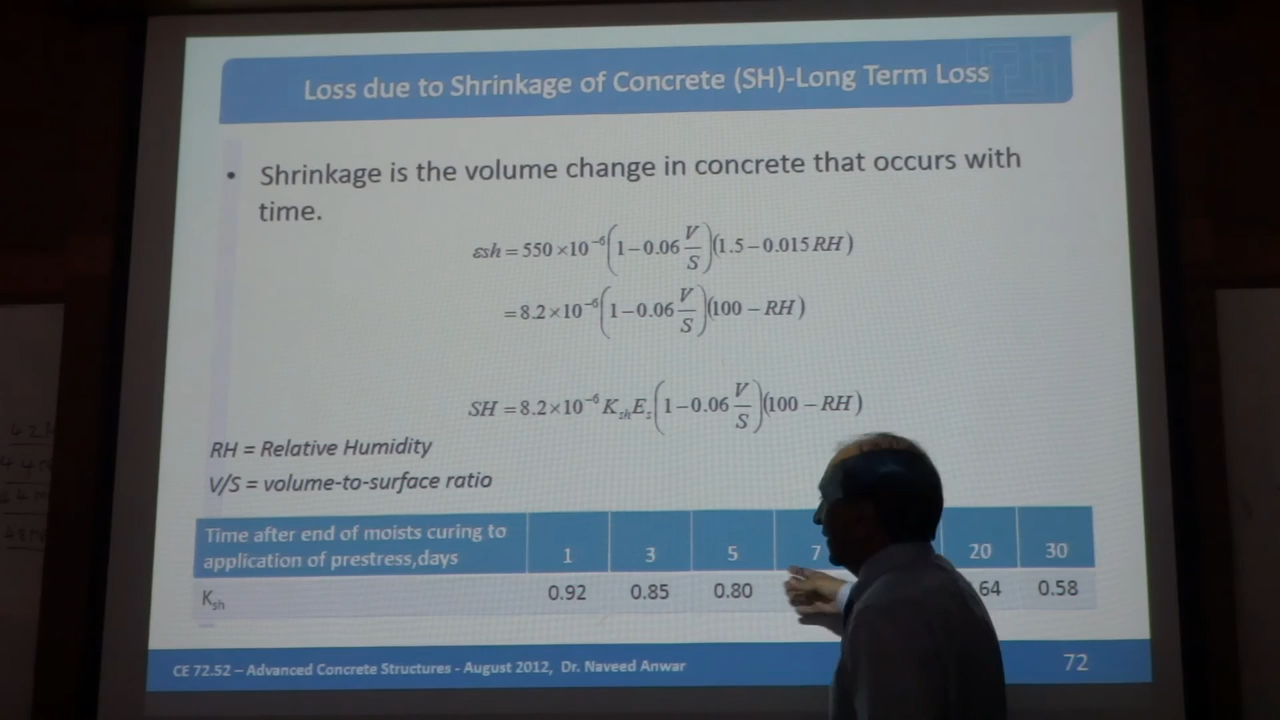 Loss due to Shrinkage of Concrete (SH)-Long Term Loss
• Shrinkage is the volume change in concrete that occurs with
time.
εsh = 550 ×10⁻⁶(1−0.06 V/S)(1.5−0.015 RH)
= 8.2×10⁻⁶(1−0.06 V/S)(100 − RH)
SH = 8.2×10⁻⁶ KshEs(1−0.06 V/S)(100 − RH)
RH = Relative Humidity
V/S = volume-to-surface ratio
Time after end of moists curing to
application of prestress,days 1 3 5 7 20 30
Ksh 0.92 0.85 0.80 64 0.58
CE 72.52 – Advanced Concrete Structures - August 2012, Dr. Naveed Anwar 72